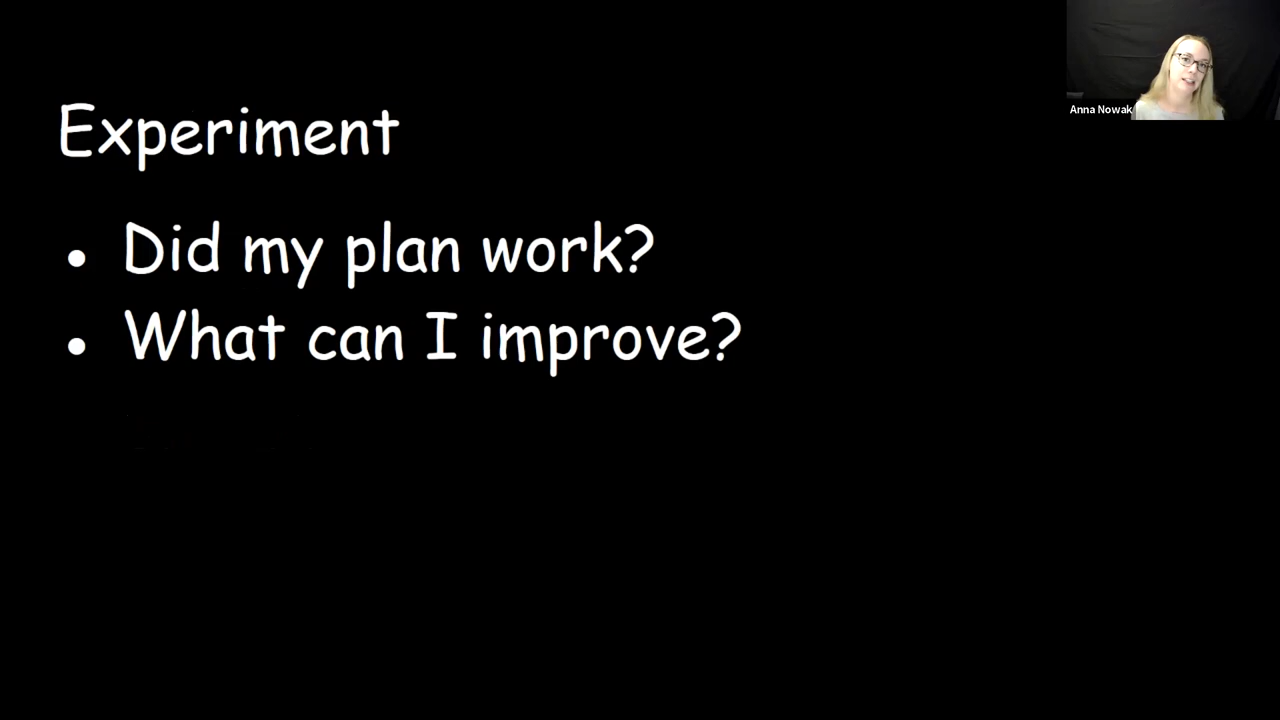 Experiment
• Did my plan work?
• What can I improve?
Anna Nowak